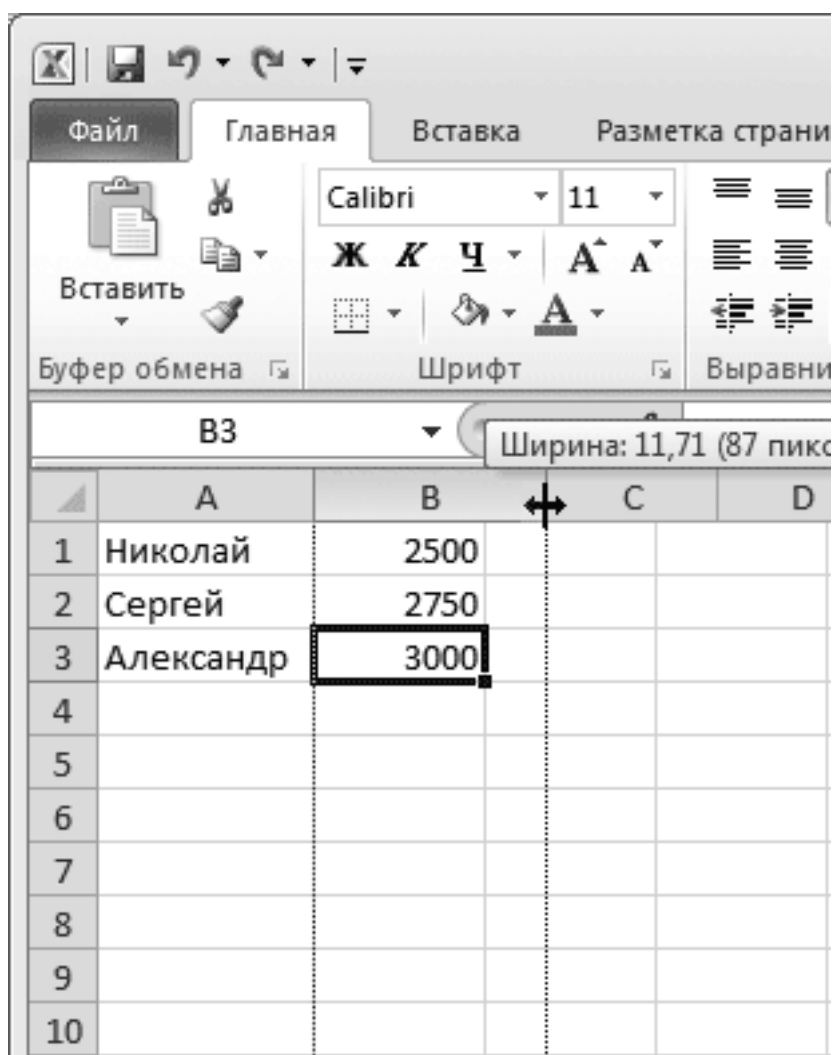 Файл Главная Вставка Разметка страни
Calibri 11
Ж К Ч А А
Вставить А
Буфер обмена Шрифт Выравни
B3
Ширина: 11,71 (87 пикс
A B C D
1 Николай 2500
2 Сергей 2750
3 Александр 3000
4
5
6
7
8
9
10